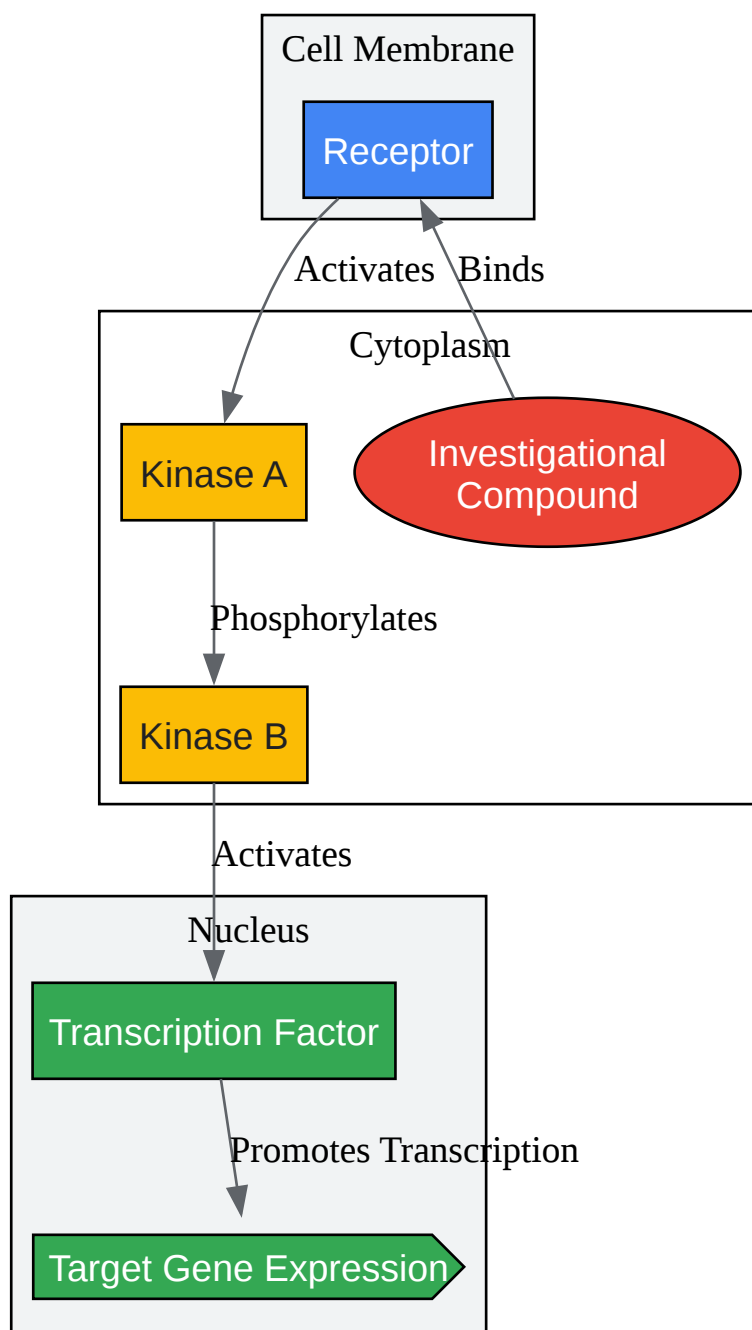 Cell Membrane
Receptor
Activates
Binds
Cytoplasm
Kinase A
Investigational
Compound
Phosphorylates
Kinase B
Activates
Nucleus
Transcription Factor
Promotes Transcription
Target Gene Expression